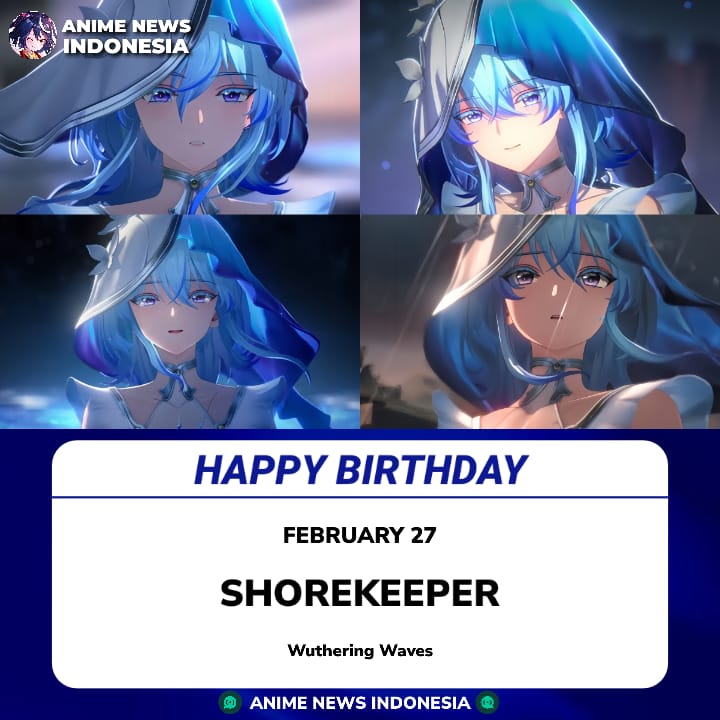 ANIME NEWS
INDONESIA
HAPPY BIRTHDAY
FEBRUARY 27
SHOREKEEPER
Wuthering Waves
ANIME NEWS INDONESIA